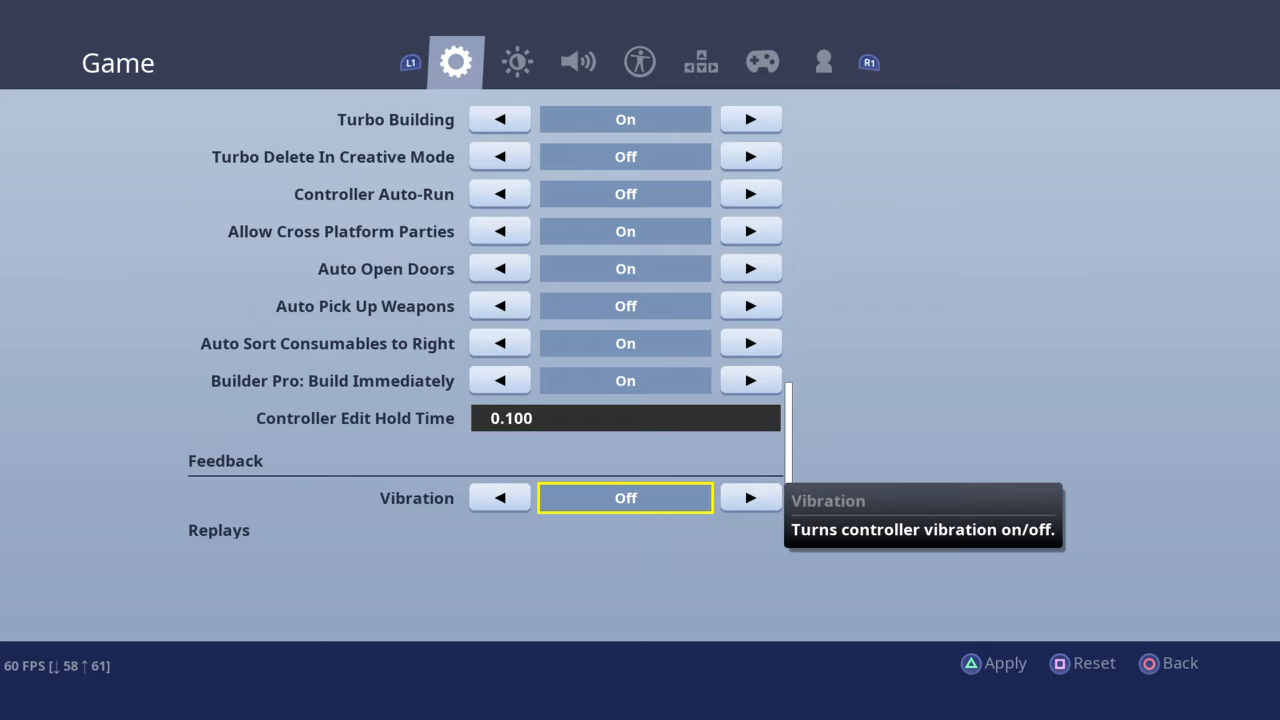 Game
L1
R1
Turbo Building ◄ On ►
Turbo Delete In Creative Mode ◄ Off ►
Controller Auto-Run ◄ Off ►
Allow Cross Platform Parties ◄ On ►
Auto Open Doors ◄ On ►
Auto Pick Up Weapons ◄ Off ►
Auto Sort Consumables to Right ◄ On ►
Builder Pro: Build Immediately ◄ On ►
Controller Edit Hold Time 0.100
Feedback
Vibration ◄ Off ►
Vibration
Turns controller vibration on/off.
Replays
60 FPS [↓ 58 ↑ 61]
Apply Reset Back